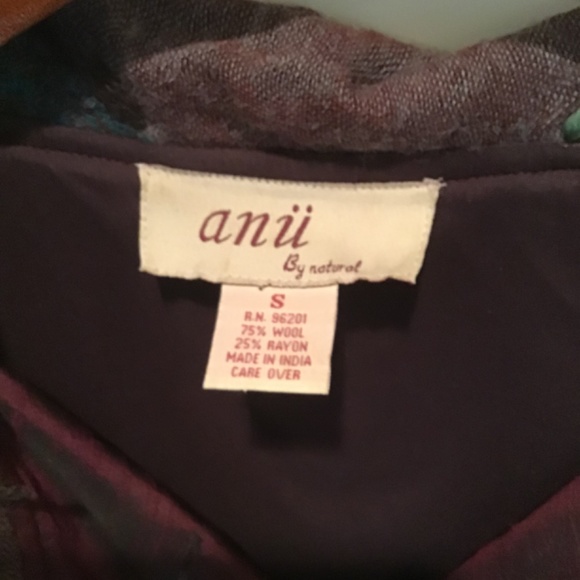 anü
By natural
S
R.N. 96201
75% WOOL
25% RAYON
MADE IN INDIA
CARE OVER